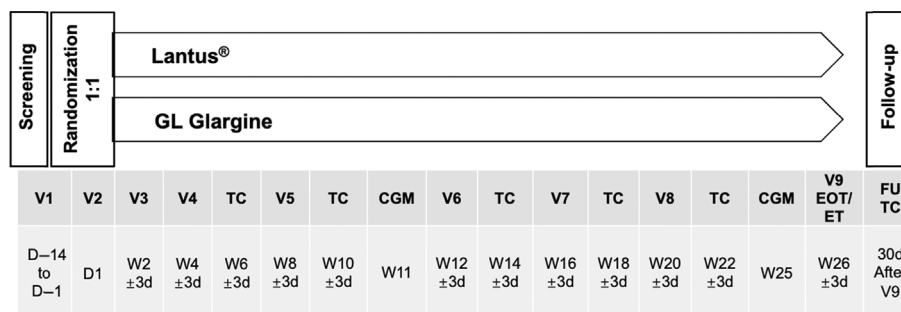 Screening
Randomization
1:1
Lantus®
GL Glargine
Follow-up
V1 V2 V3 V4 TC V5 TC CGM V6 TC V7 TC V8 TC CGM V9 EOT/ ET FU TC
D–14 to D–1 D1 W2 ±3d W4 ±3d W6 ±3d W8 ±3d W10 ±3d W11 W12 ±3d W14 ±3d W16 ±3d W18 ±3d W20 ±3d W22 ±3d W25 W26 ±3d 30d Afte V9